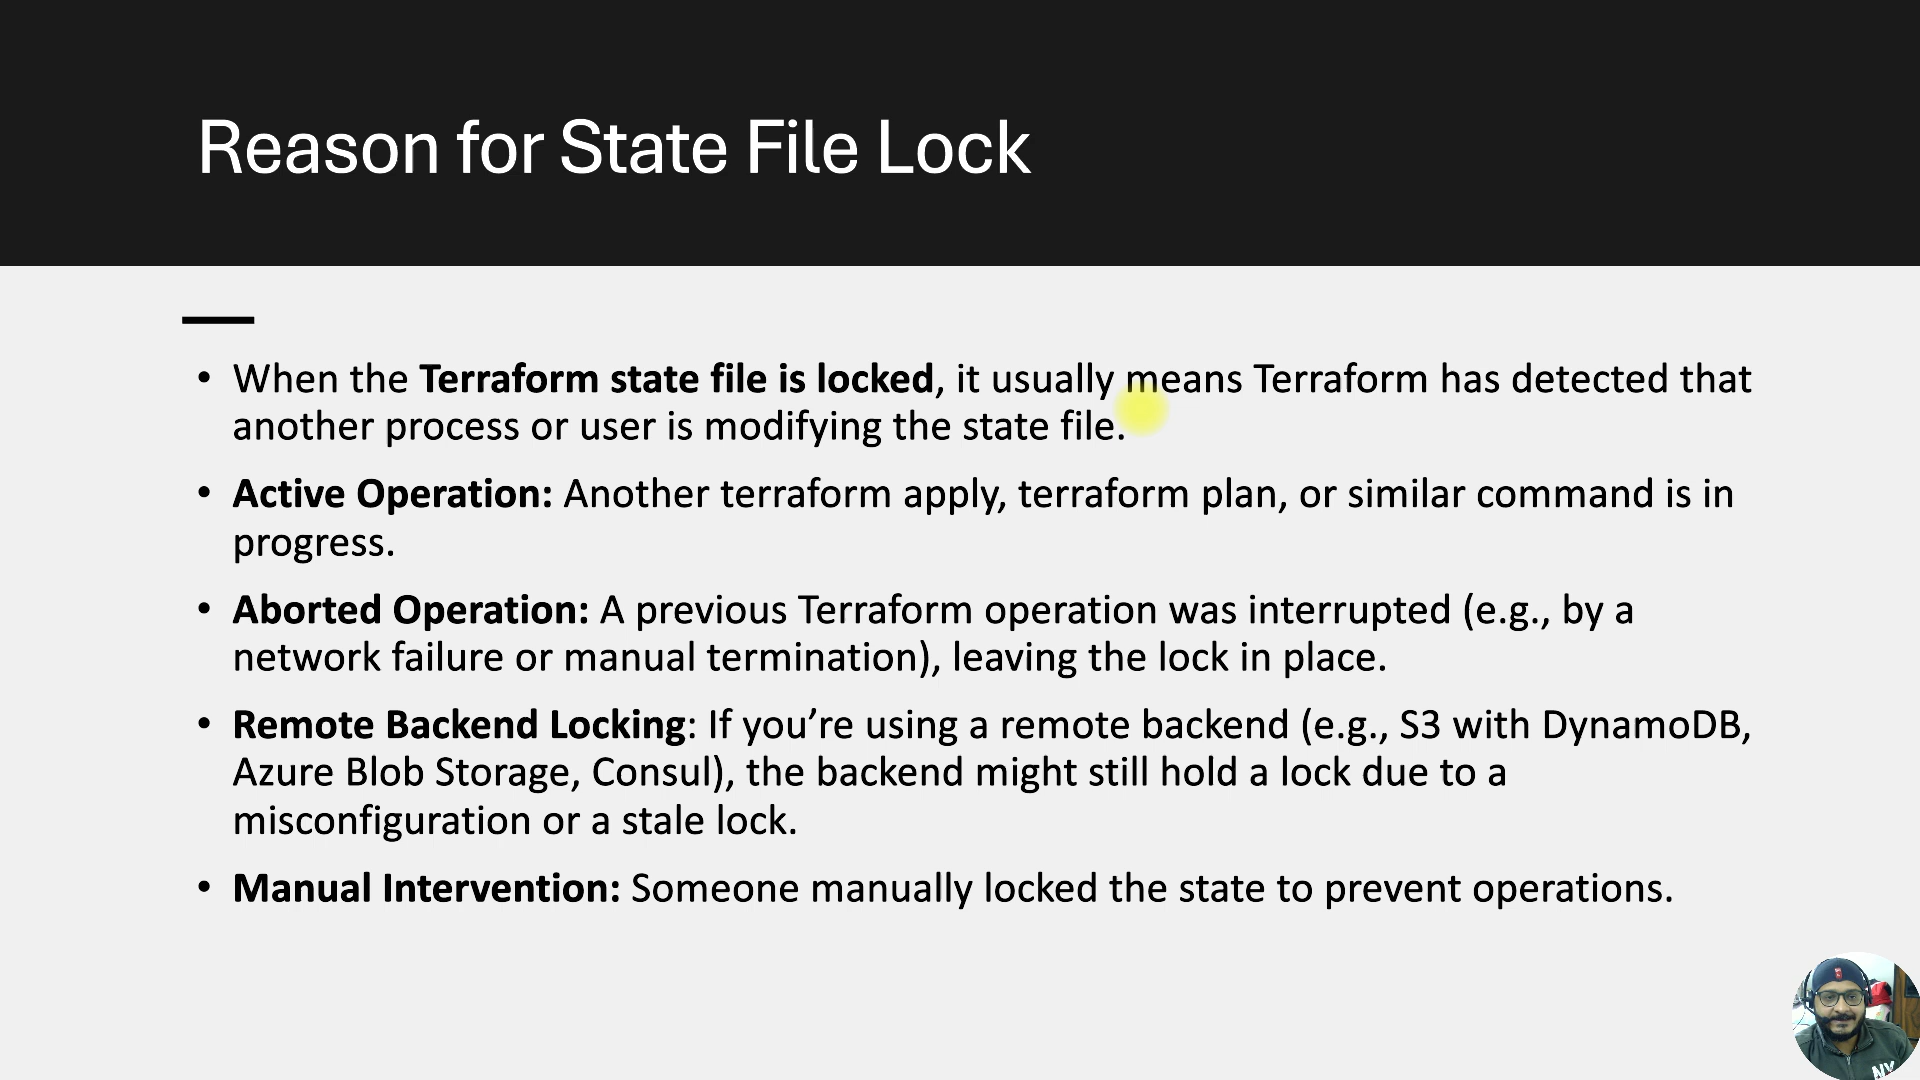 Reason for State File Lock
• When the Terraform state file is locked, it usually means Terraform has detected that
another process or user is modifying the state file.
• Active Operation: Another terraform apply, terraform plan, or similar command is in
progress.
• Aborted Operation: A previous Terraform operation was interrupted (e.g., by a
network failure or manual termination), leaving the lock in place.
• Remote Backend Locking: If you’re using a remote backend (e.g., S3 with DynamoDB,
Azure Blob Storage, Consul), the backend might still hold a lock due to a
misconfiguration or a stale lock.
• Manual Intervention: Someone manually locked the state to prevent operations.